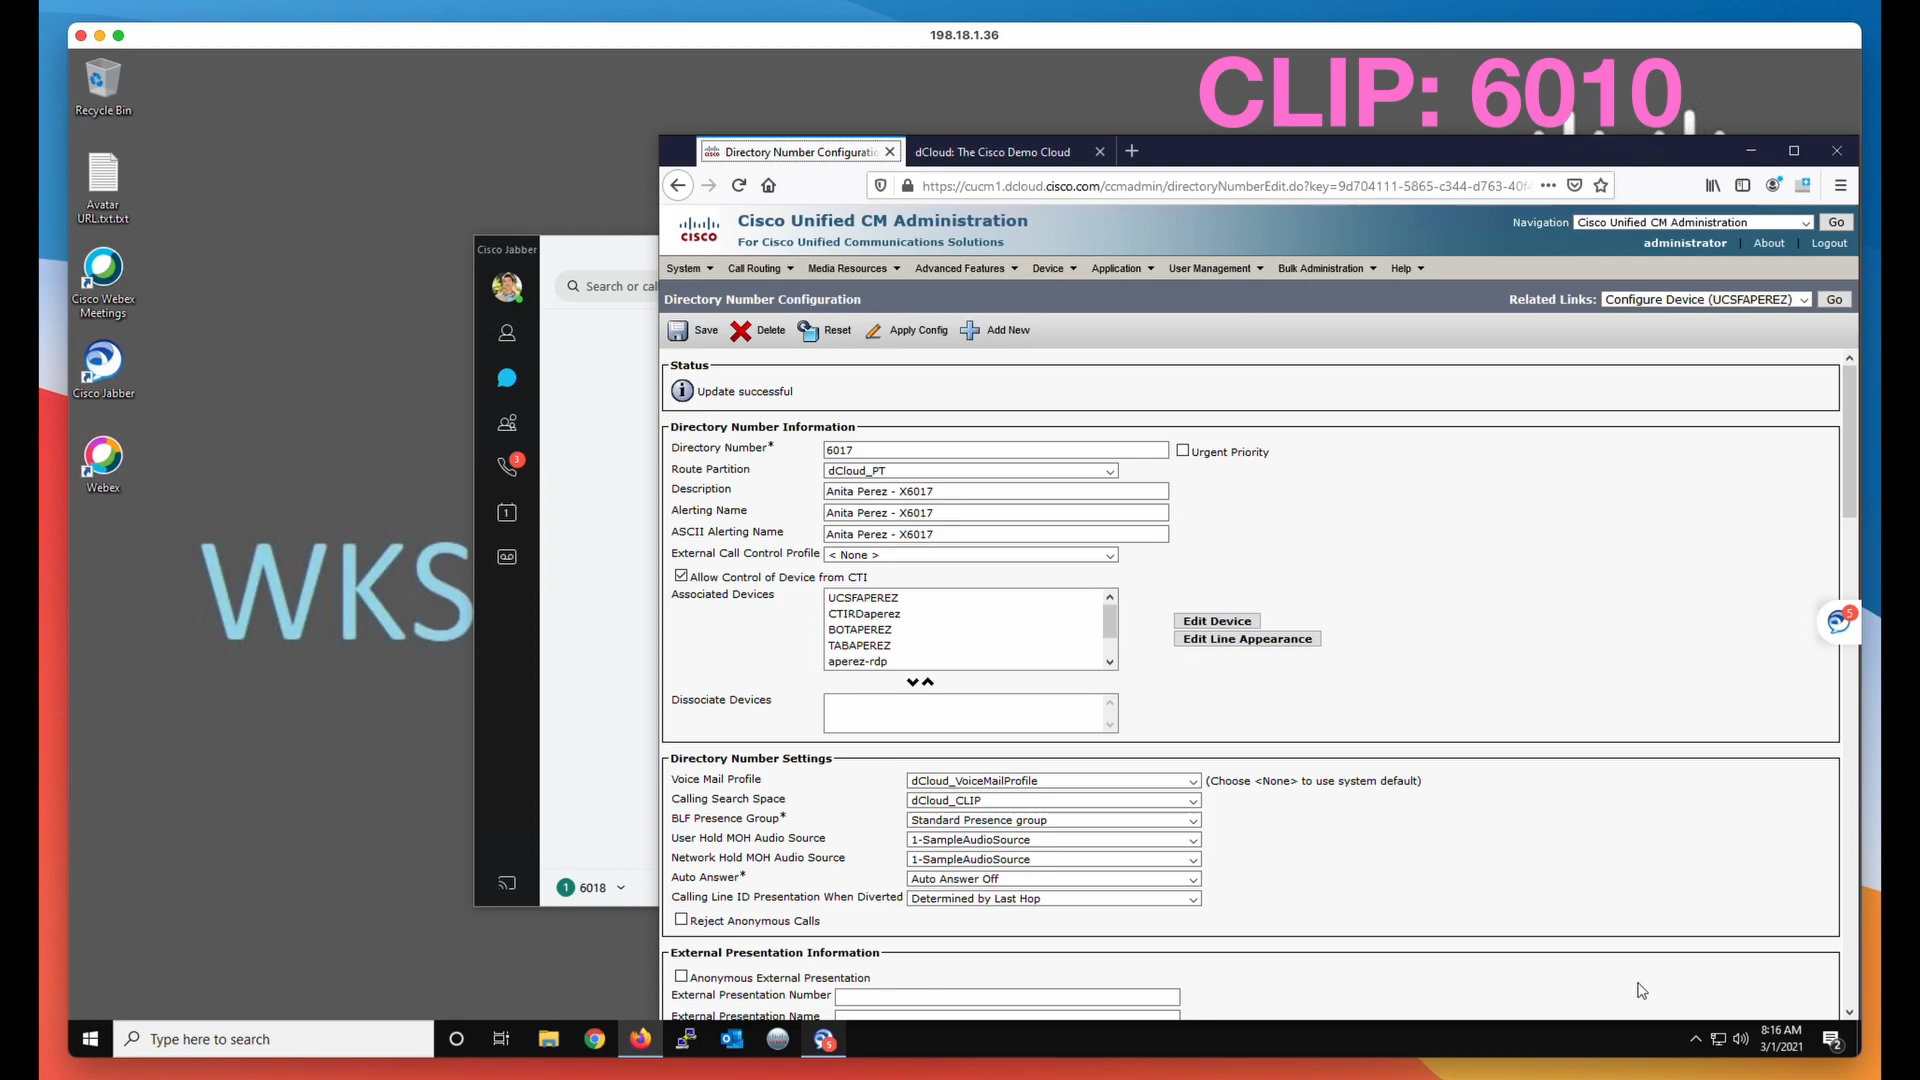 198.18.1.36
CLIP: 6010
Recycle Bin
Avatar
URL.txt.txt
Cisco Webex
Meetings
Cisco Jabber
Webex
WKS
Cisco Jabber
Search or call
3
1
1 6018
Directory Number Configuratio
dCloud: The Cisco Demo Cloud
https://cucm1.dcloud.cisco.com/ccmadmin/directoryNumberEdit.do?key=9d704111-5865-c344-d763-40f
cisco
Cisco Unified CM Administration
For Cisco Unified Communications Solutions
Navigation Cisco Unified CM Administration Go
administrator About Logout
System Call Routing Media Resources Advanced Features Device Application User Management Bulk Administration Help
Directory Number Configuration
Related Links: Configure Device (UCSFAPEREZ) Go
Save Delete Reset Apply Config Add New
Status
Update successful
Directory Number Information
Directory Number* 6017 Urgent Priority
Route Partition dCloud_PT
Description Anita Perez - X6017
Alerting Name Anita Perez - X6017
ASCII Alerting Name Anita Perez - X6017
External Call Control Profile < None >
Allow Control of Device from CTI
Associated Devices
UCSFAPEREZ
CTIRDaperez
BOTAPEREZ
TABAPEREZ
aperez-rdp
Edit Device
Edit Line Appearance
Dissociate Devices
Directory Number Settings
Voice Mail Profile dCloud_VoiceMailProfile (Choose <None> to use system default)
Calling Search Space dCloud_CLIP
BLF Presence Group* Standard Presence group
User Hold MOH Audio Source 1-SampleAudioSource
Network Hold MOH Audio Source 1-SampleAudioSource
Auto Answer* Auto Answer Off
Calling Line ID Presentation When Diverted Determined by Last Hop
Reject Anonymous Calls
External Presentation Information
Anonymous External Presentation
External Presentation Number
External Presentation Name
5
Type here to search
5
8:16 AM
3/1/2021
2